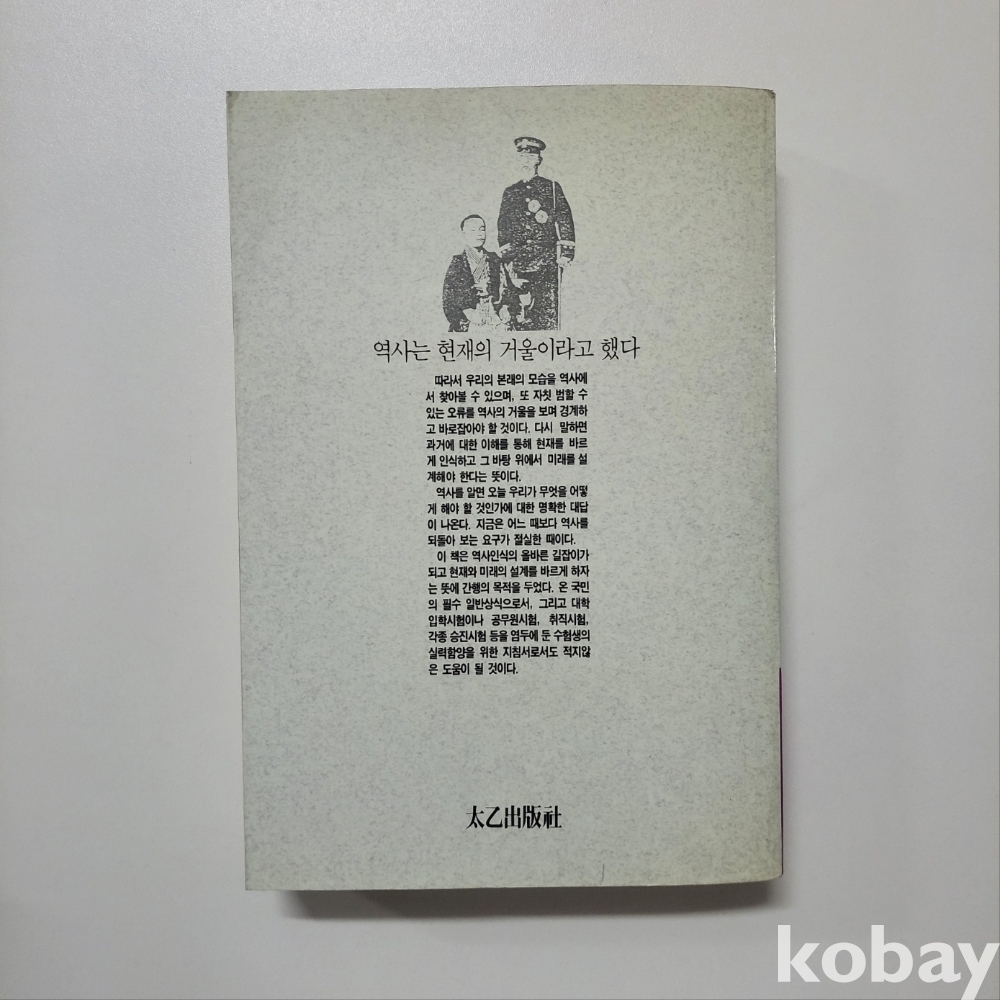 역사는 현재의 거울이라고 했다
따라서 우리의 본래의 모습을 역사에
서 찾아볼 수 있으며, 또 자칫 범할 수
있는 오류를 역사의 거울을 보며 경계하
고 바로잡아야 할 것이다. 다시 말하면
과거에 대한 이해를 통해 현재를 바르
게 인식하고 그 바탕 위에서 미래를 설
계해야 한다는 뜻이다.
역사를 알면 오늘 우리가 무엇을 어떻
게 해야 할 것인가에 대한 명확한 대답
이 나온다. 지금은 어느 때보다 역사를
되돌아 보는 요구가 절실한 때이다.
이 책은 역사인식의 올바른 길잡이가
되고 현재와 미래의 설계를 바르게 하자
는 뜻에 간행의 목적을 두었다. 온 국민
의 필수 일반상식으로서, 그리고 대학
입학시험이나 공무원시험, 취직시험,
각종 승진시험 등을 염두에 둔 수험생의
실력함양을 위한 지침서로서도 적지않
은 도움이 될 것이다.
太乙出版社
kobay